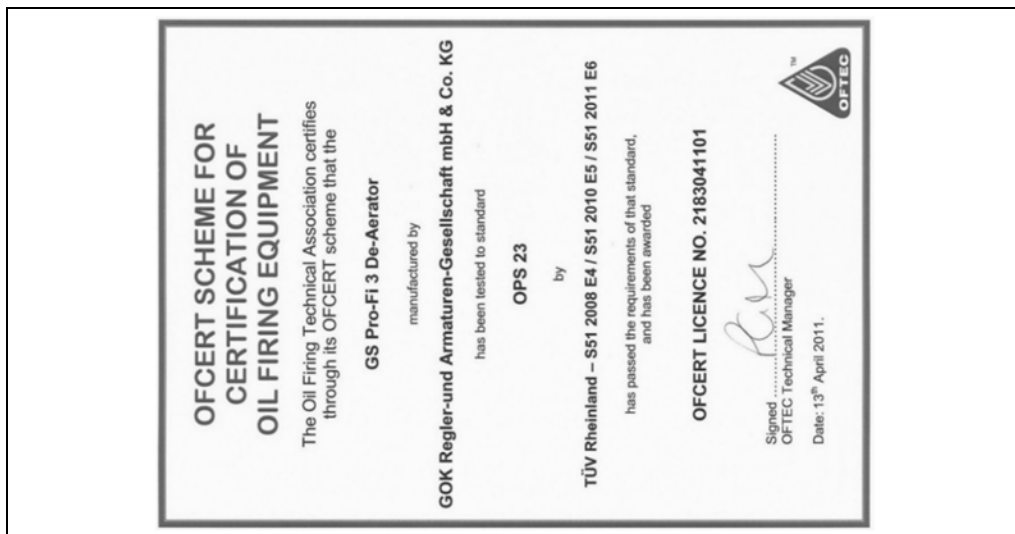 OFCERT SCHEME FOR
CERTIFICATION OF
OIL FIRING EQUIPMENT
The Oil Firing Technical Association certifies
through its OFCERT scheme that the
GS Pro-Fi 3 De-Aerator
manufactured by
GOK Regler-und Armaturen-Gesellschaft mbH & Co. KG
has been tested to standard
OPS 23
by
TÜV Rheinland – S51 2008 E4 / S51 2010 E5 / S51 2011 E6
has passed the requirements of that standard,
and has been awarded
OFCERT LICENCE NO. 2183041101
Signed
OFTEC Technical Manager
Date: 13th April 2011.
TM
OFTEC